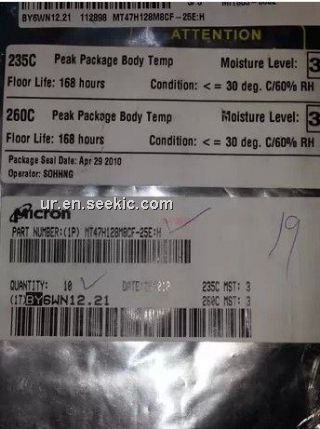 BY6WN12.21 112898 MT47H128M8CF-25E:H
ATTENTION
235C Peak Package Body Temp Moisture Level: 3
Floor Life: 168 hours Condition: < = 30 deg. C/60% RH
260C Peak Package Body Temp Moisture Level: 3
Floor Life: 168 hours Condition: < = 30 deg. C/60% RH
Package Seal Date: Apr 29 2010
Operator: SOHHNG
ur.en.seekic.com
Micron
PART NUMBER:(1P) MT47H128M8CF-25E:H
19
QUANTITY: 10 DATE 235C MST: 3
(1T)BY6WN12.21 260C MST: 3